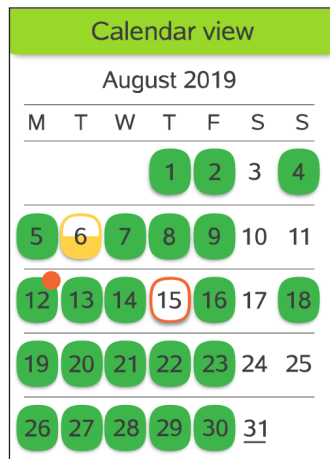 Calendar view
August 2019
M T W T F S S
1 2 3 4
5 6 7 8 9 10 11
12 13 14 15 16 17 18
19 20 21 22 23 24 25
26 27 28 29 30 31